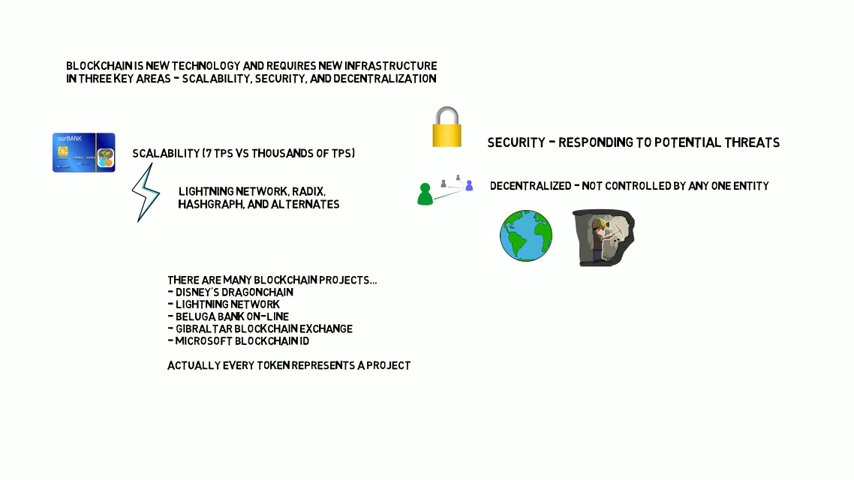 BLOCKCHAIN IS NEW TECHNOLOGY AND REQUIRES NEW INFRASTRUCTURE
IN THREE KEY AREAS - SCALABILITY, SECURITY, AND DECENTRALIZATION
SCALABILITY (7 TPS VS THOUSANDS OF TPS)
LIGHTNING NETWORK, RADIX,
HASHGRAPH, AND ALTERNATES
SECURITY - RESPONDING TO POTENTIAL THREATS
DECENTRALIZED - NOT CONTROLLED BY ANY ONE ENTITY
THERE ARE MANY BLOCKCHAIN PROJECTS...
- DISNEY'S DRAGONCHAIN
- LIGHTNING NETWORK
- BELUGA BANK ON-LINE
- GIBRALTAR BLOCKCHAIN EXCHANGE
- MICROSOFT BLOCKCHAIN ID
ACTUALLY EVERY TOKEN REPRESENTS A PROJECT